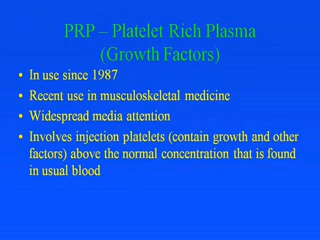 PRP – Platelet Rich Plasma
(Growth Factors)
• In use since 1987
• Recent use in musculoskeletal medicine
• Widespread media attention
• Involves injection platelets (contain growth and other
factors) above the normal concentration that is found
in usual blood